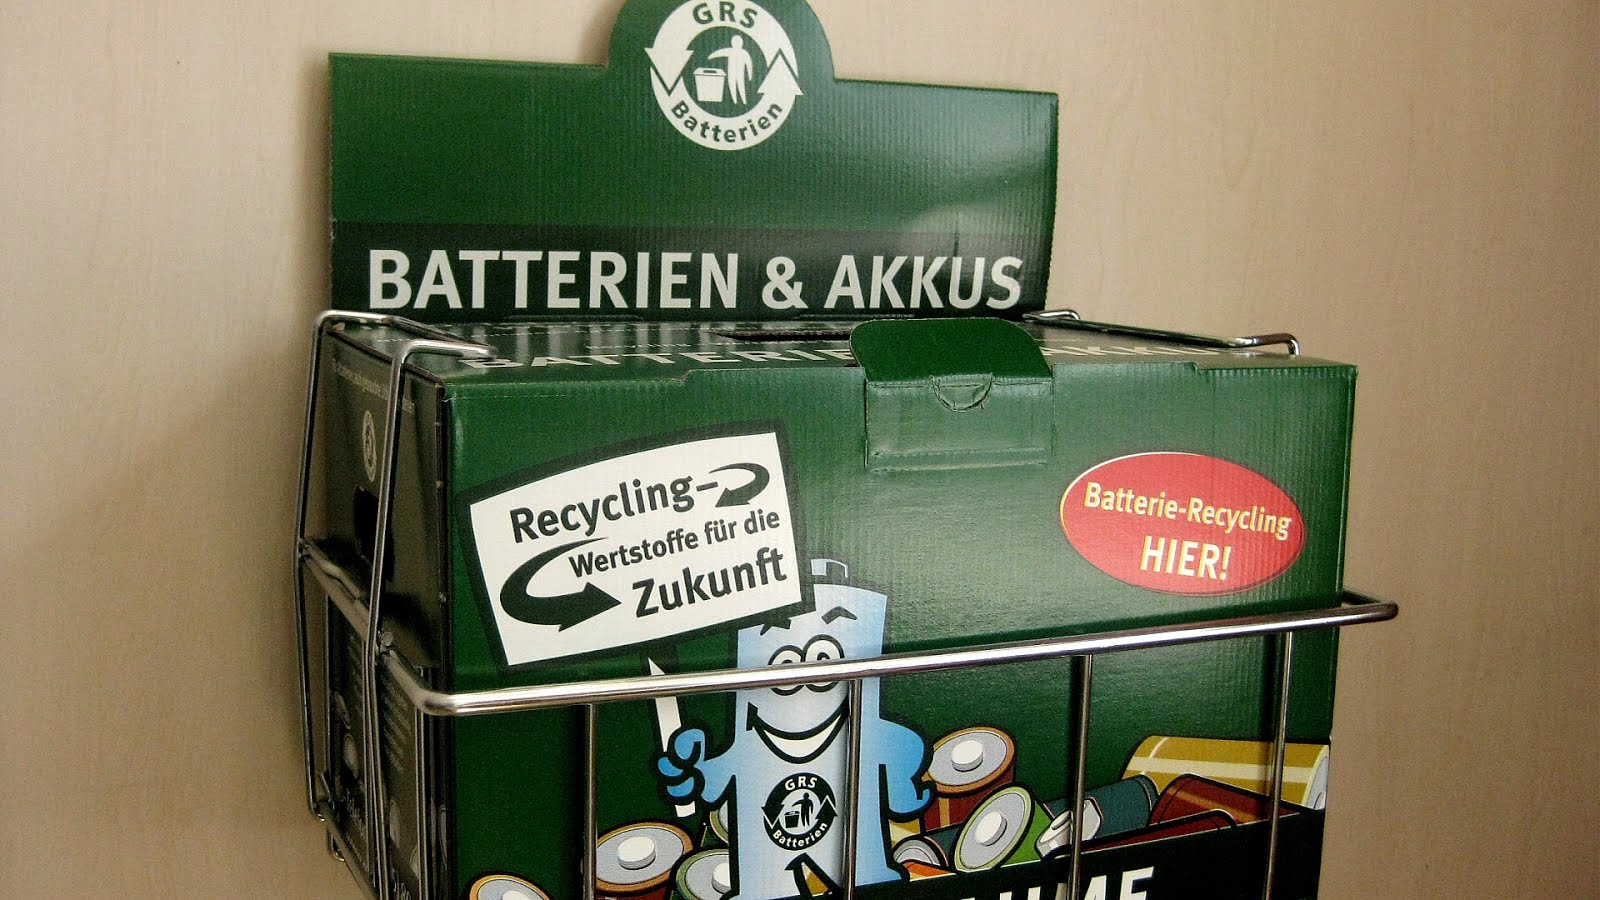 GRS
Batterien
BATTERIEN & AKKUS
Recycling–
Wertstoffe für die
Zukunft
Batterie-Recycling
HIER!
GRS
Batterien